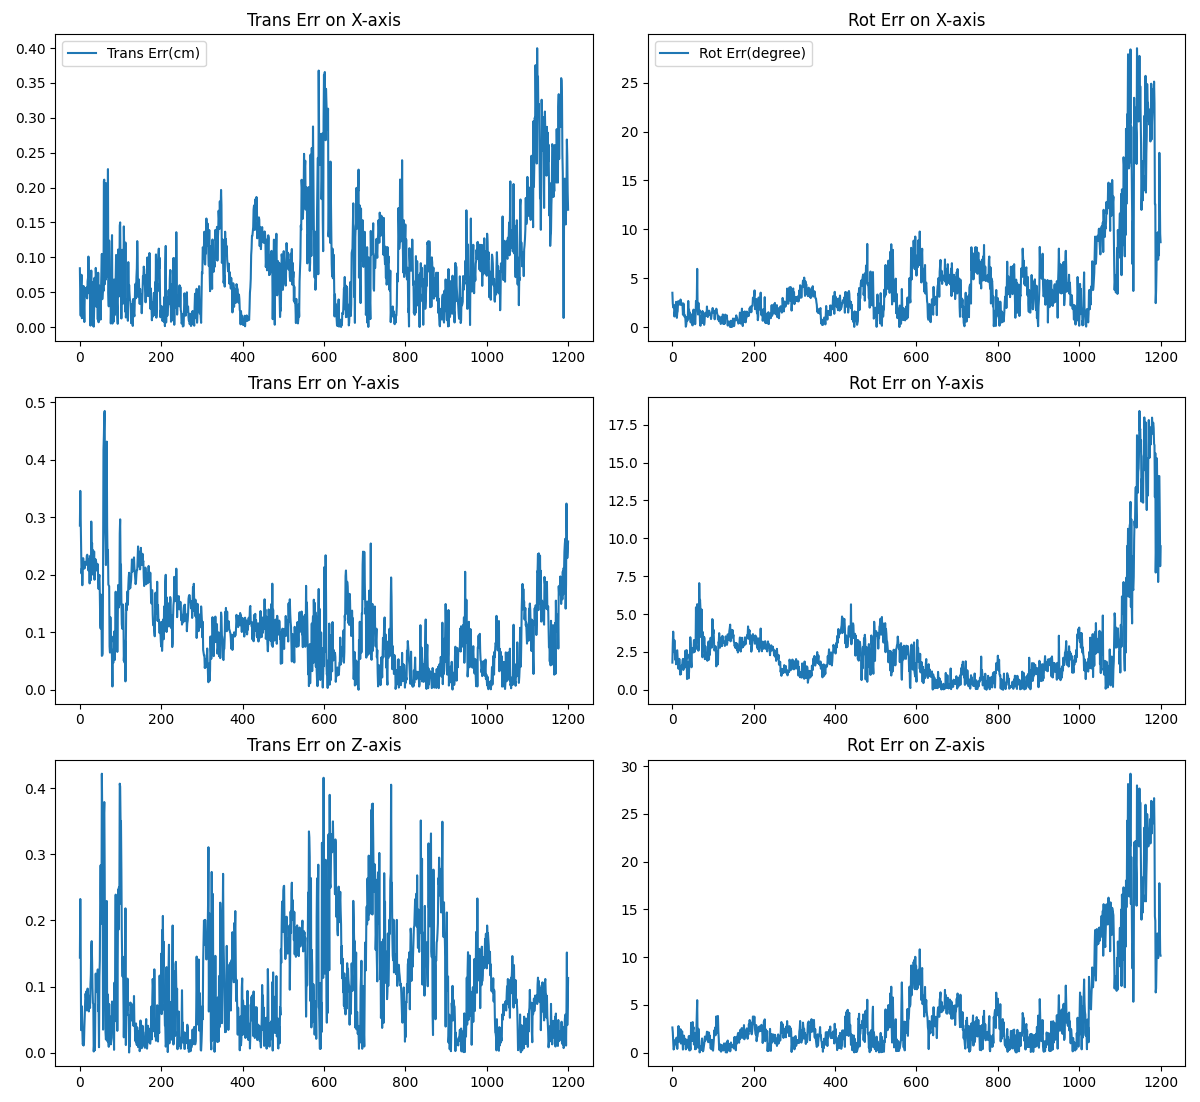 Trans Err on X-axis
Trans Err(cm)
0.40
0.35
0.30
0.25
0.20
0.15
0.10
0.05
0.00
0 200 400 600 800 1000 1200
Rot Err on X-axis
Rot Err(degree)
25
20
15
10
5
0
0 200 400 600 800 1000 1200
Trans Err on Y-axis
0.5
0.4
0.3
0.2
0.1
0.0
0 200 400 600 800 1000 1200
Rot Err on Y-axis
17.5
15.0
12.5
10.0
7.5
5.0
2.5
0.0
0 200 400 600 800 1000 1200
Trans Err on Z-axis
0.4
0.3
0.2
0.1
0.0
0 200 400 600 800 1000 1200
Rot Err on Z-axis
30
25
20
15
10
5
0
0 200 400 600 800 1000 1200